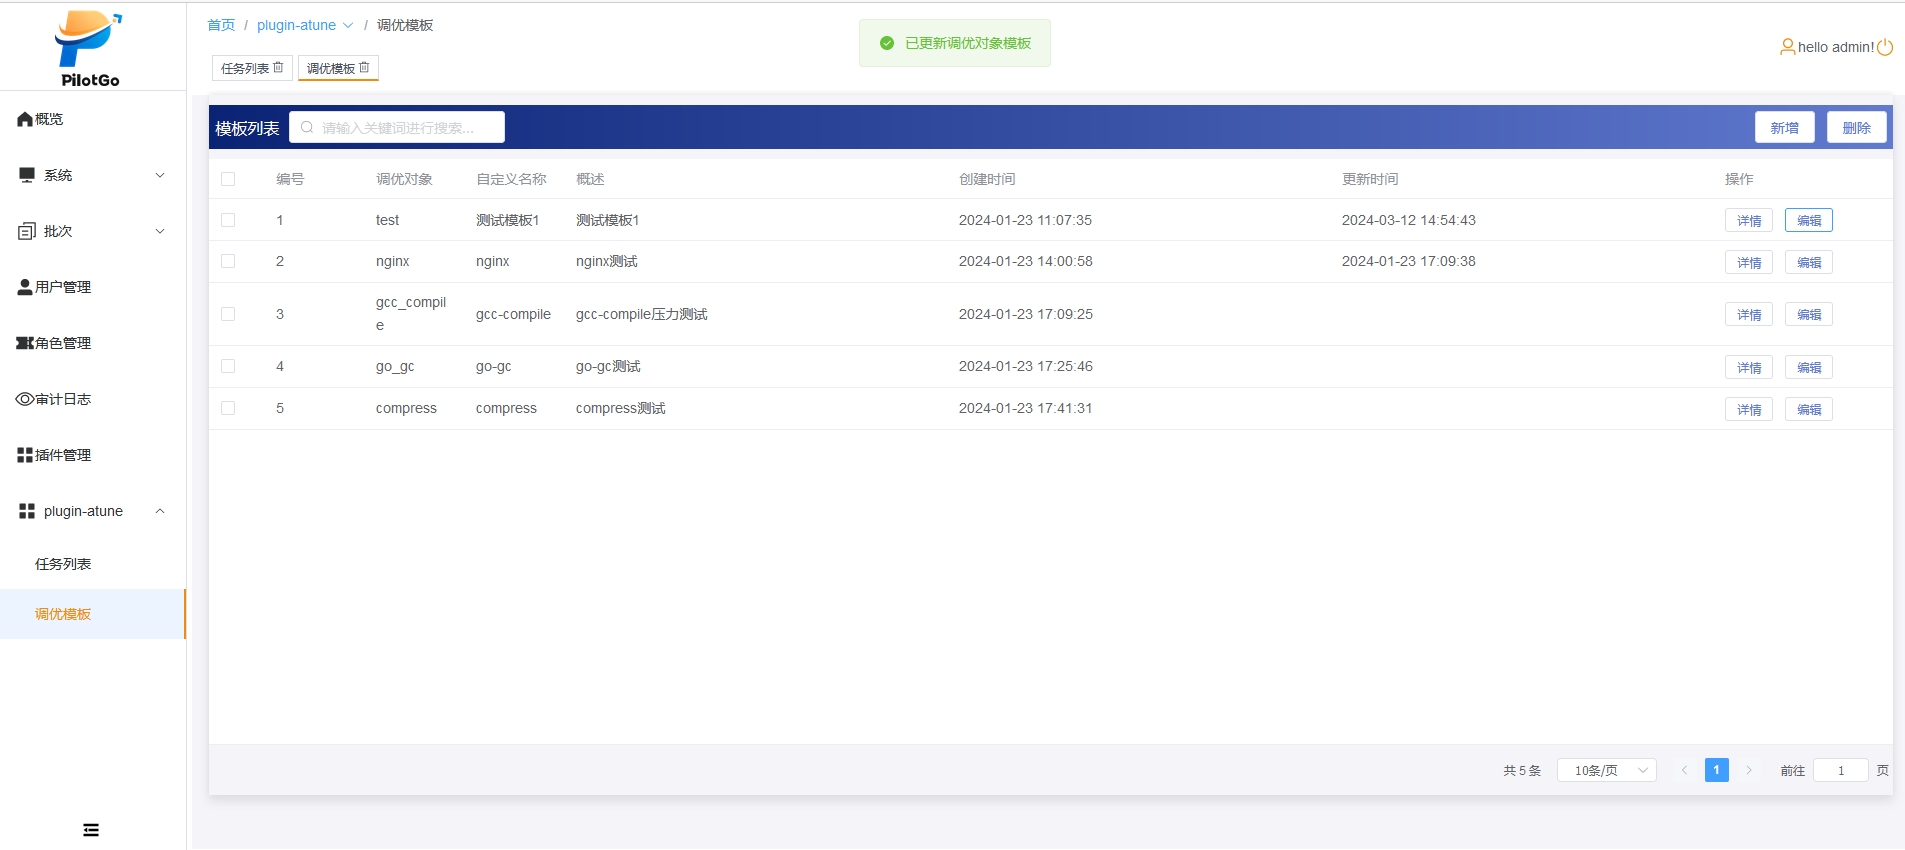 PilotGo
首页 / plugin-atune / 调优模板
已更新调优对象模板
hello admin!
任务列表 调优模板
概览
系统
批次
用户管理
角色管理
审计日志
插件管理
plugin-atune
任务列表
调优模板
模板列表 请输入关键词进行搜索... 新增 删除
编号 调优对象 自定义名称 概述 创建时间 更新时间 操作
1 test 测试模板1 测试模板1 2024-01-23 11:07:35 2024-03-12 14:54:43 详情 编辑
2 nginx nginx nginx测试 2024-01-23 14:00:58 2024-01-23 17:09:38 详情 编辑
3 gcc_compil
e gcc-compile gcc-compile压力测试 2024-01-23 17:09:25 详情 编辑
4 go_gc go-gc go-gc测试 2024-01-23 17:25:46 详情 编辑
5 compress compress compress测试 2024-01-23 17:41:31 详情 编辑
共 5 条 10条/页 1 前往 1 页